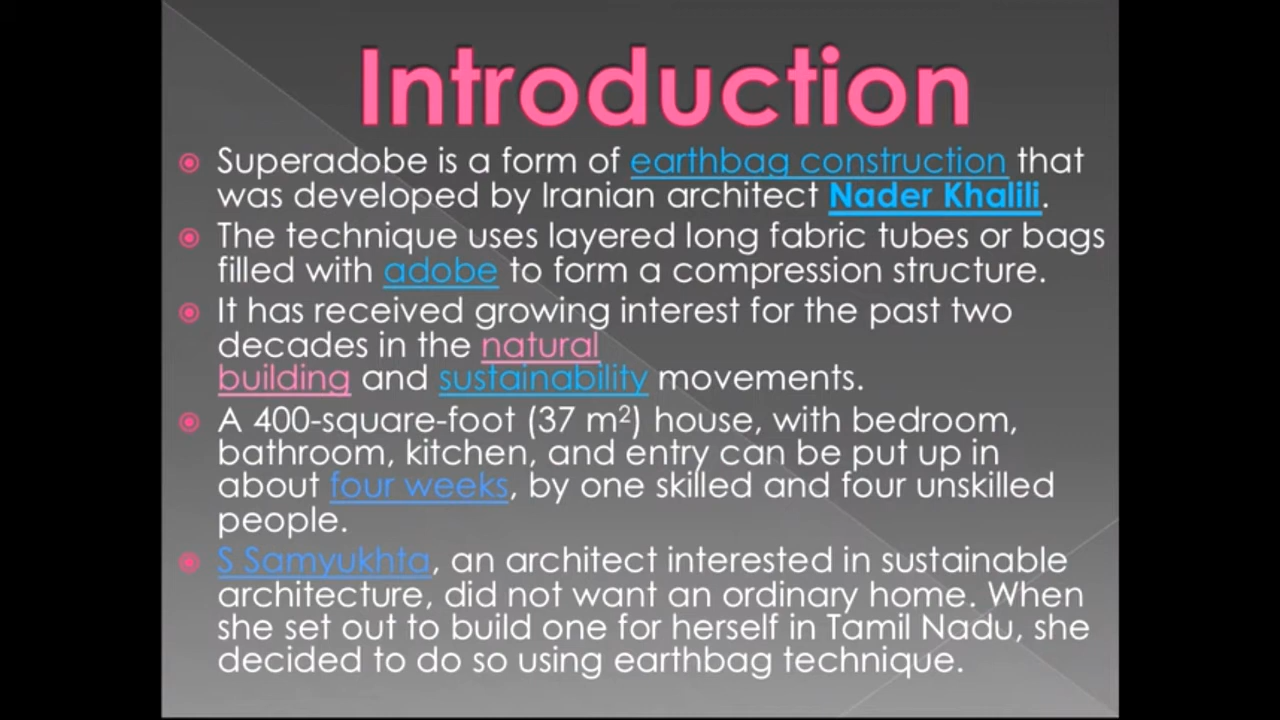 Introduction
Superadobe is a form of earthbag construction that
was developed by Iranian architect Nader Khalili.
The technique uses layered long fabric tubes or bags
filled with adobe to form a compression structure.
It has received growing interest for the past two
decades in the natural
building and sustainability movements.
A 400-square-foot (37 m²) house, with bedroom,
bathroom, kitchen, and entry can be put up in
about four weeks, by one skilled and four unskilled
people.
S Samyukhta, an architect interested in sustainable
architecture, did not want an ordinary home. When
she set out to build one for herself in Tamil Nadu, she
decided to do so using earthbag technique.